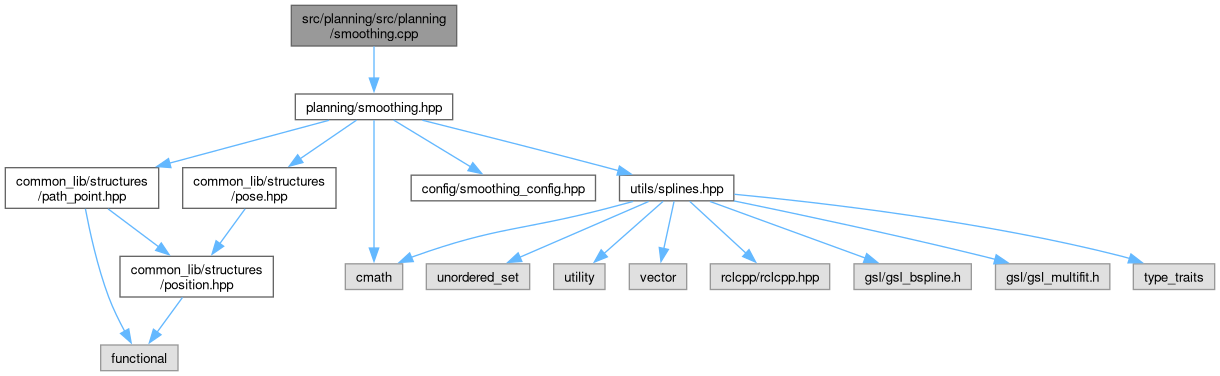 src/planning/src/planning
/smoothing.cpp
planning/smoothing.hpp
common_lib/structures
/path_point.hpp
common_lib/structures
/pose.hpp
config/smoothing_config.hpp
utils/splines.hpp
common_lib/structures
/position.hpp
cmath
unordered_set
utility
vector
rclcpp/rclcpp.hpp
gsl/gsl_bspline.h
gsl/gsl_multifit.h
type_traits
functional